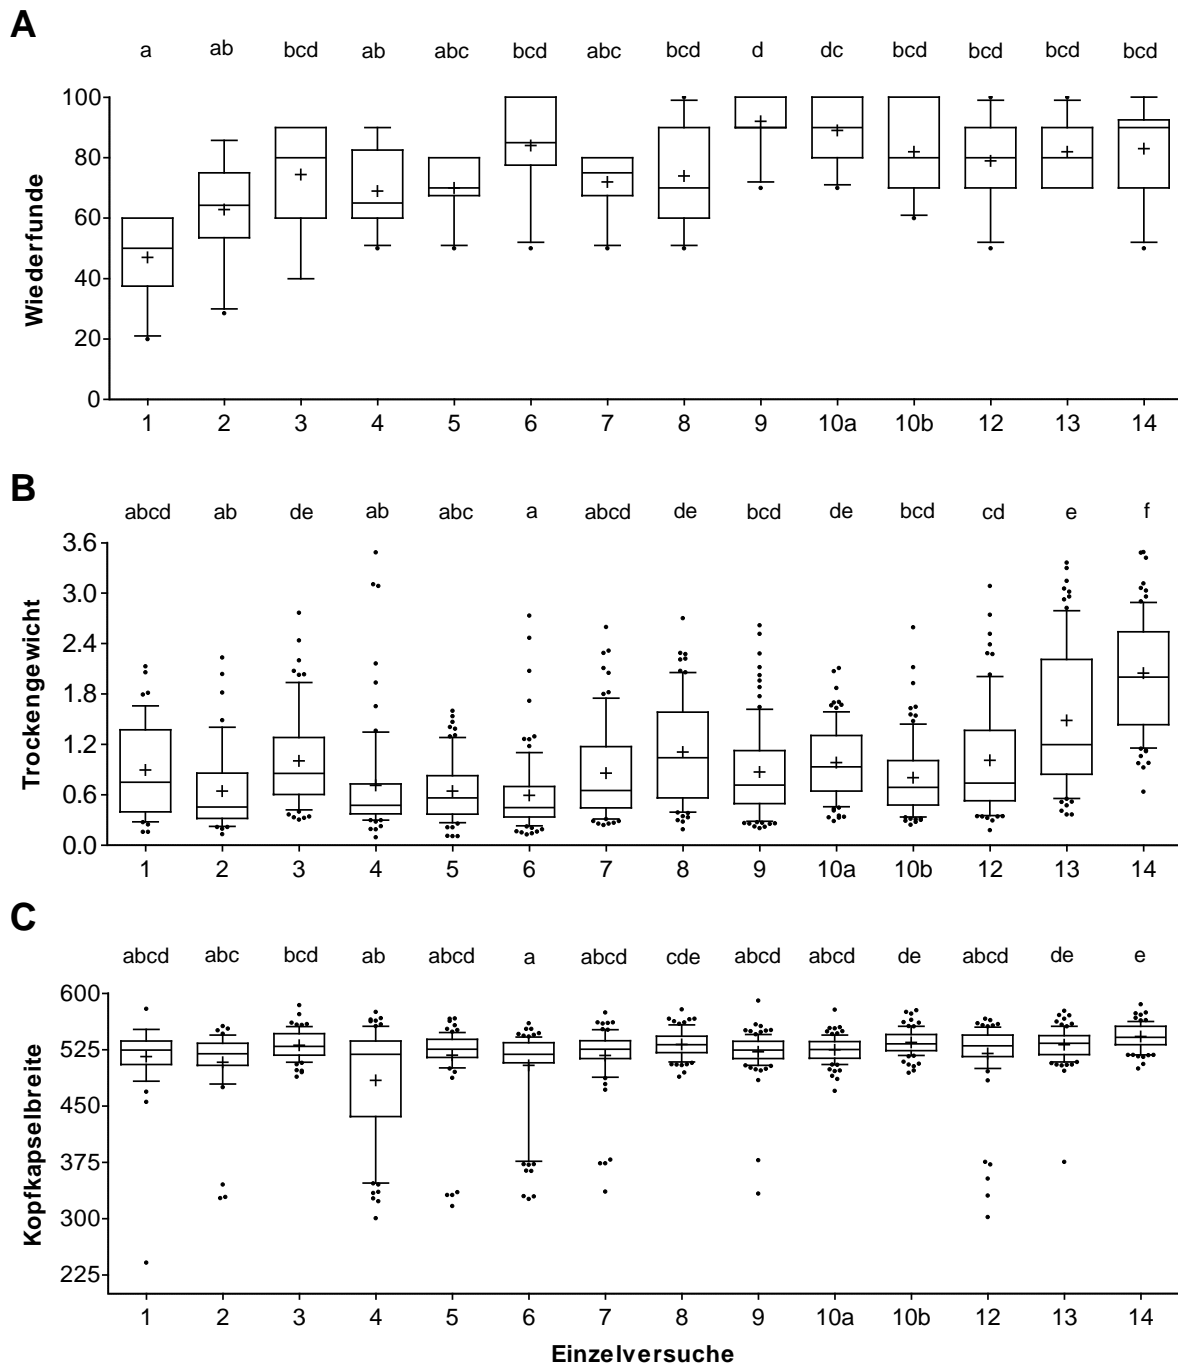 A
a ab bcd ab abc bcd abc bcd d dc bcd bcd bcd bcd
Wiederfunde
100
80
60
40
20
0
1 2 3 4 5 6 7 8 9 10a 10b 12 13 14
B
abcd ab de ab abc a abcd de bcd de bcd cd e f
Trockengewicht
3.6
3.0
2.4
1.8
1.2
0.6
0.0
1 2 3 4 5 6 7 8 9 10a 10b 12 13 14
C
abcd abc bcd ab abcd a abcd cde abcd abcd de abcd de e
Kopfkapselbreite
600
525
450
375
300
225
1 2 3 4 5 6 7 8 9 10a 10b 12 13 14
Einzelversuche